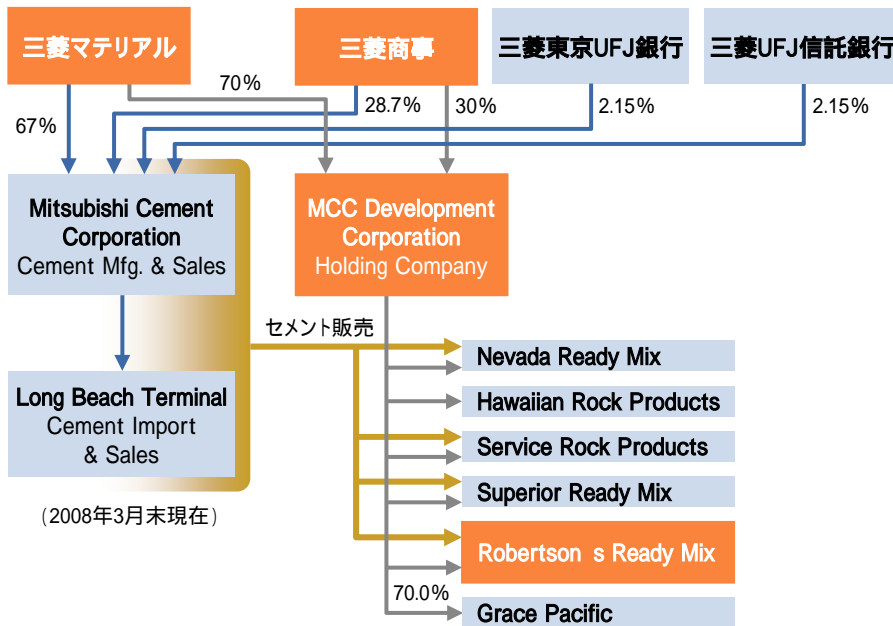 三菱マテリアル
三菱商事
三菱東京UFJ銀行
三菱UFJ信託銀行
67%
70%
28.7%
30%
2.15%
2.15%
Mitsubishi Cement
Corporation
Cement Mfg. & Sales
MCC Development
Corporation
Holding Company
セメント販売
Long Beach Terminal
Cement Import
& Sales
(2008年3月末現在)
Nevada Ready Mix
Hawaiian Rock Products
Service Rock Products
Superior Ready Mix
Robertson s Ready Mix
70.0%
Grace Pacific